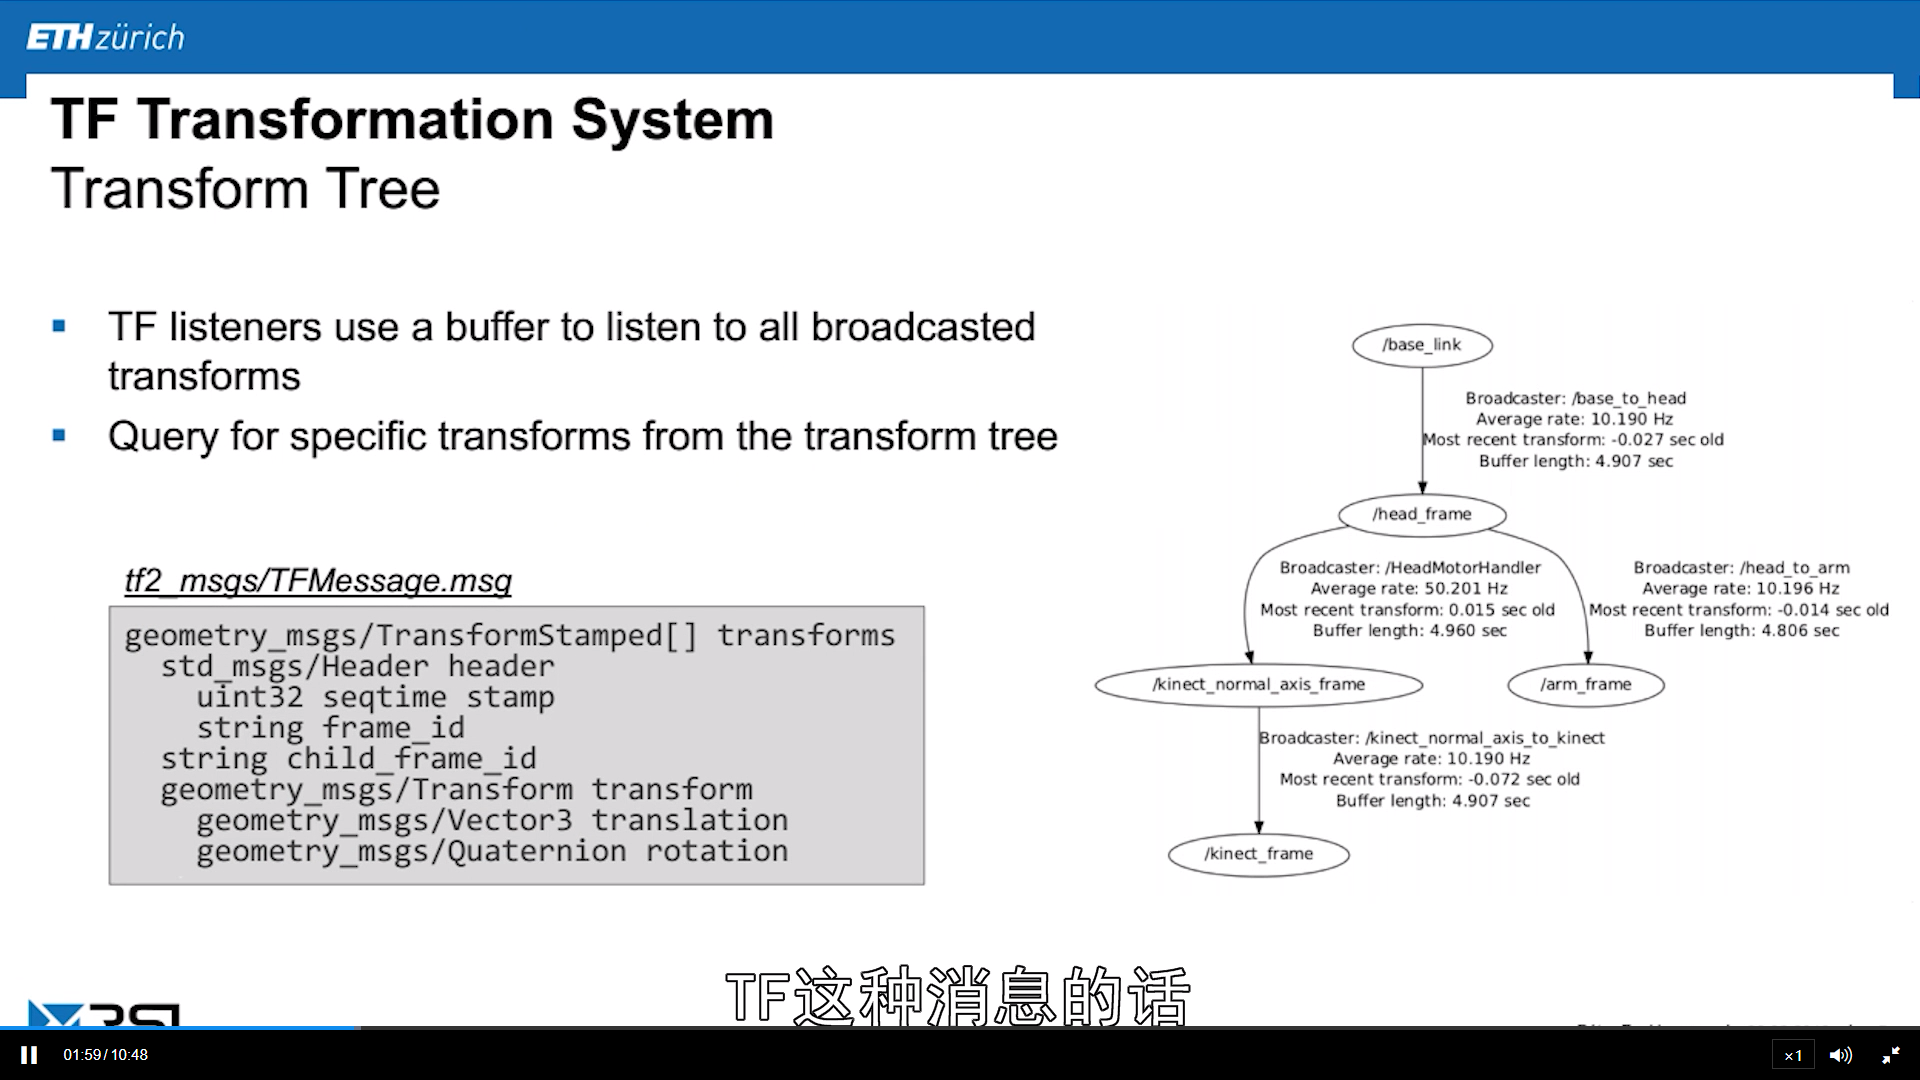 ETH zürich
TF Transformation System
Transform Tree
TF listeners use a buffer to listen to all broadcasted
transforms
Query for specific transforms from the transform tree
tf2_msgs/TFMessage.msg
geometry_msgs/TransformStamped[] transforms
std_msgs/Header header
uint32 seqtime stamp
string frame_id
string child_frame_id
geometry_msgs/Transform transform
geometry_msgs/Vector3 translation
geometry_msgs/Quaternion rotation
/base_link
Broadcaster: /base_to_head
Average rate: 10.190 Hz
Most recent transform: -0.027 sec old
Buffer length: 4.907 sec
/head_frame
Broadcaster: /HeadMotorHandler
Average rate: 50.201 Hz
Most recent transform: 0.015 sec old
Buffer length: 4.960 sec
Broadcaster: /head_to_arm
Average rate: 10.196 Hz
Most recent transform: -0.014 sec old
Buffer length: 4.806 sec
/kinect_normal_axis_frame
/arm_frame
Broadcaster: /kinect_normal_axis_to_kinect
Average rate: 10.190 Hz
Most recent transform: -0.072 sec old
Buffer length: 4.907 sec
/kinect_frame
TF这种消息的话
RSL
01:59/10:48
×1